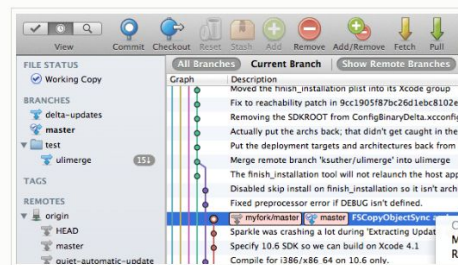 View Commit Checkout Reset Stash Add Remove Add/Remove Fetch Pull
FILE STATUS
Working Copy
BRANCHES
delta-updates
master
test
ulimerge 15↓
TAGS
REMOTES
origin
HEAD
master
quiet-automatic-update
All Branches Current Branch Show Remote Branches
Graph Description
Moved the finish_installation plist into its Xcode group
Fix to reachability patch in 9cc1905f87bc26d1ebc8102e
Removing the SDKROOT from ConfigBinaryDelta.xcconfig
Actually put the archs back; that didn't get caught in the
Put the deployment targets and architectures back from
Merge remote branch 'ksuther/ulimerge' into ulimerge
The finish_installation tool will not relaunch the host app
Disabled skip install on finish_installation so it isn't arch
Fixed preprocessor error if DEBUG isn't defined.
myfork/master master FSCopyObjectSync
Sparkle was crashing a lot during 'Extracting Updat
Specify 10.6 SDK so we can build on Xcode 4.1
Compile for i386/x86_64 on 10.6 only.
C
M
R